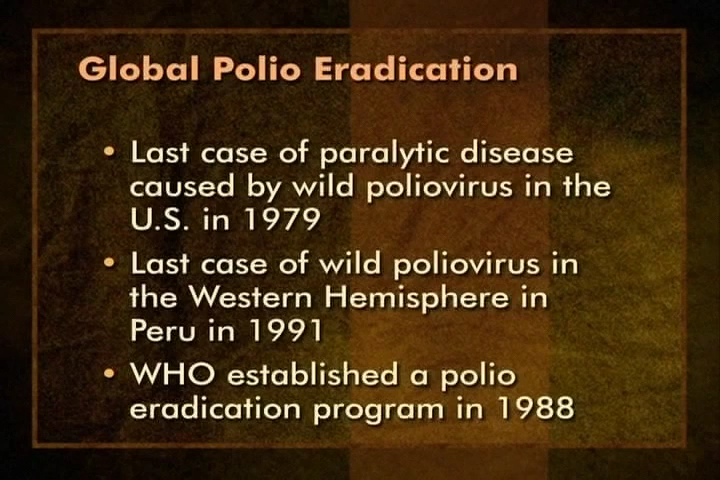 Global Polio Eradication
• Last case of paralytic disease
caused by wild poliovirus in the
U.S. in 1979
• Last case of wild poliovirus in
the Western Hemisphere in
Peru in 1991
• WHO established a polio
eradication program in 1988